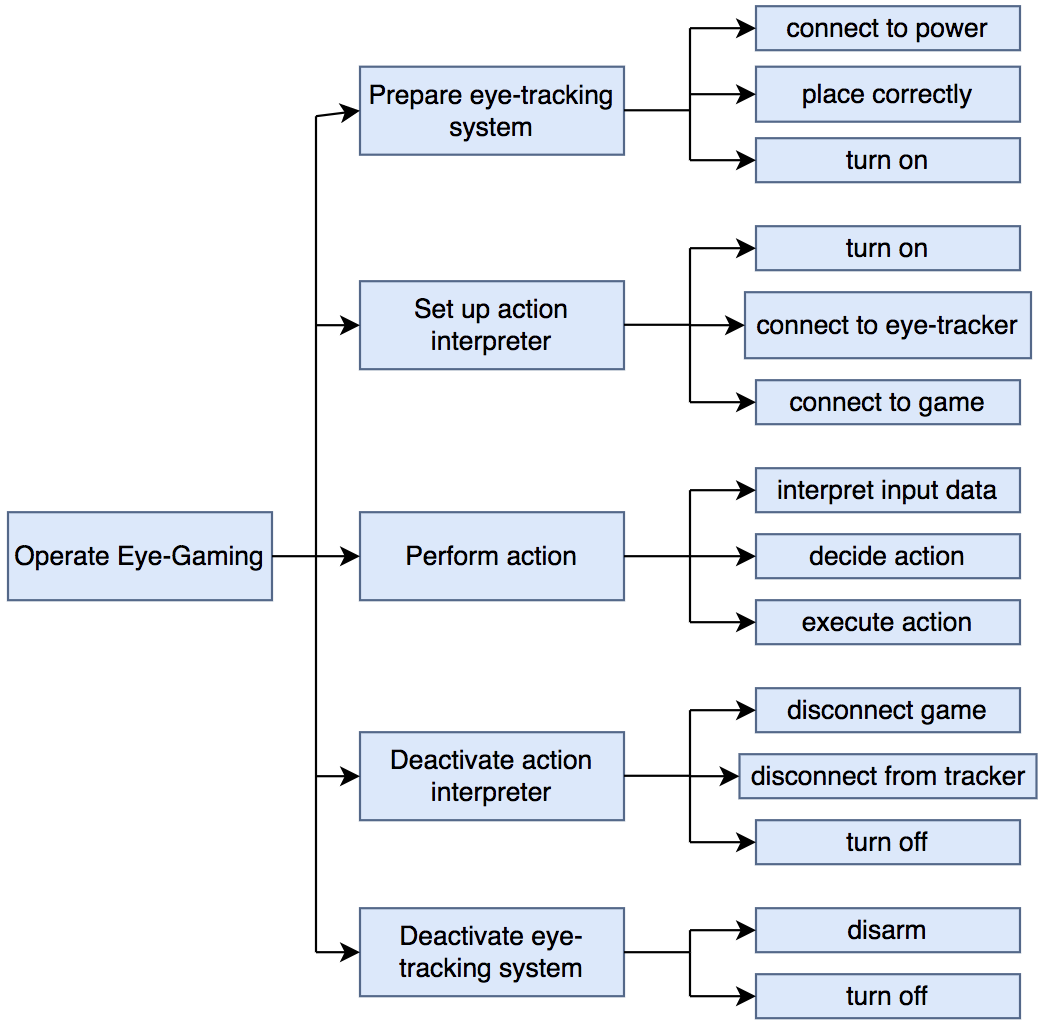 connect to power
Prepare eye-tracking
system
place correctly
turn on
turn on
Set up action
interpreter
connect to eye-tracker
connect to game
interpret input data
Operate Eye-Gaming
Perform action
decide action
execute action
disconnect game
Deactivate action
interpreter
disconnect from tracker
turn off
disarm
Deactivate eye-
tracking system
turn off